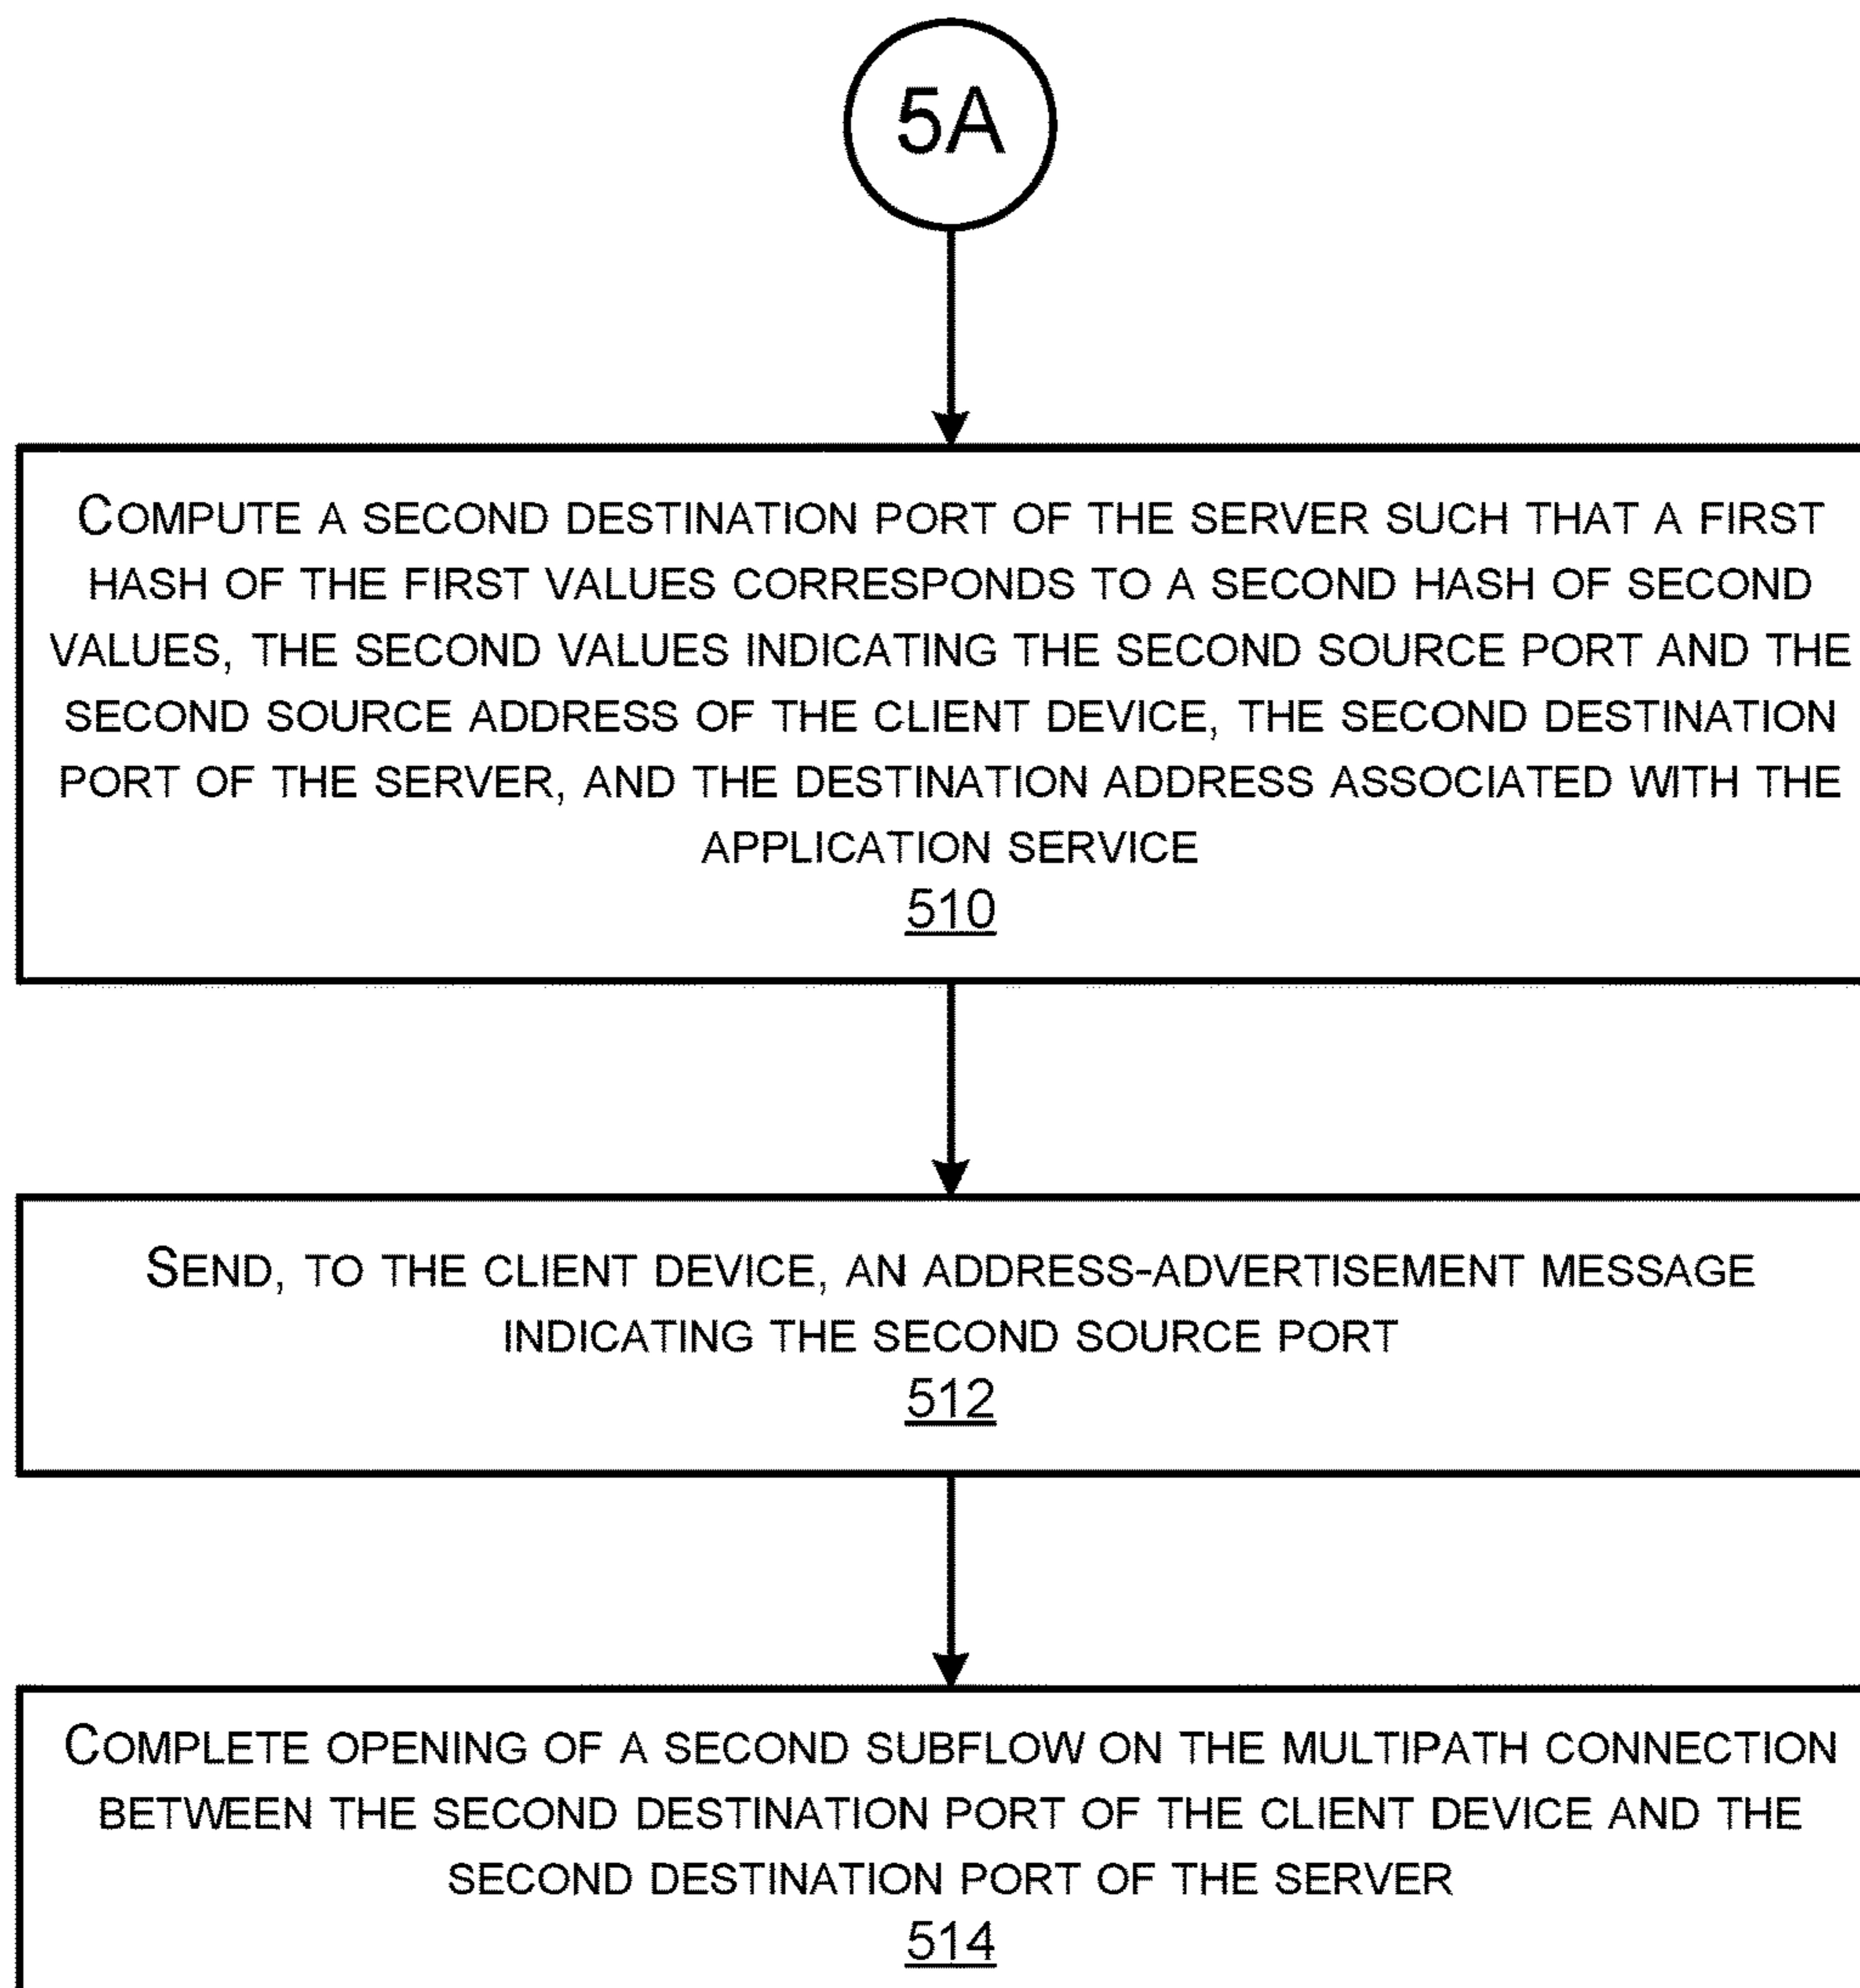 5A
COMPUTE A SECOND DESTINATION PORT OF THE SERVER SUCH THAT A FIRST
HASH OF THE FIRST VALUES CORRESPONDS TO A SECOND HASH OF SECOND
VALUES, THE SECOND VALUES INDICATING THE SECOND SOURCE PORT AND THE
SECOND SOURCE ADDRESS OF THE CLIENT DEVICE, THE SECOND DESTINATION
PORT OF THE SERVER, AND THE DESTINATION ADDRESS ASSOCIATED WITH THE
APPLICATION SERVICE
510
SEND, TO THE CLIENT DEVICE, AN ADDRESS-ADVERTISEMENT MESSAGE
INDICATING THE SECOND SOURCE PORT
512
COMPLETE OPENING OF A SECOND SUBFLOW ON THE MULTIPATH CONNECTION
BETWEEN THE SECOND DESTINATION PORT OF THE CLIENT DEVICE AND THE
SECOND DESTINATION PORT OF THE SERVER
514